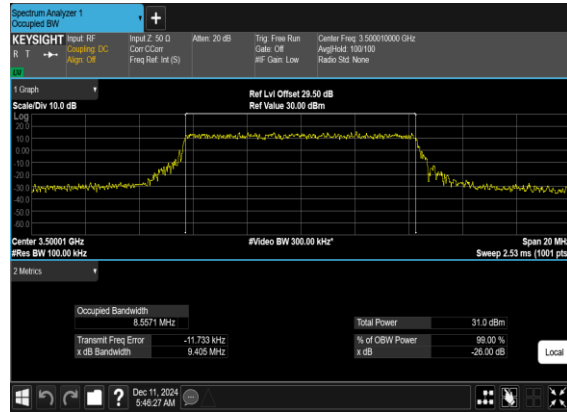 Spectrum Analyzer 1
Occupied BW
+
KEYSIGHT Input: RF Input Z: 50 Ω Atten: 20 dB Trig: Free Run Center Freq: 3.500010000 GHz
R T Coupling: DC Corr CCorr Gate: Off Avg|Hold: 100/100
Align: Off Freq Ref: Int (S) #IF Gain: Low Radio Std: None
1 Graph Ref Lvl Offset 29.50 dB
Scale/Div 10.0 dB Ref Value 30.00 dBm
Log
20.0
10.0
0.00
-10.0
-20.0
-30.0
-40.0
-50.0
-60.0
Center 3.50001 GHz #Video BW 300.00 kHz* Span 20 MHz
#Res BW 100.00 kHz Sweep 2.53 ms (1001 pts
2 Metrics
Occupied Bandwidth
8.5571 MHz Total Power 31.0 dBm
Transmit Freq Error -11.733 kHz % of OBW Power 99.00 %
x dB Bandwidth 9.405 MHz x dB -26.00 dB
Local
? Dec 11, 2024
5:46:27 AM